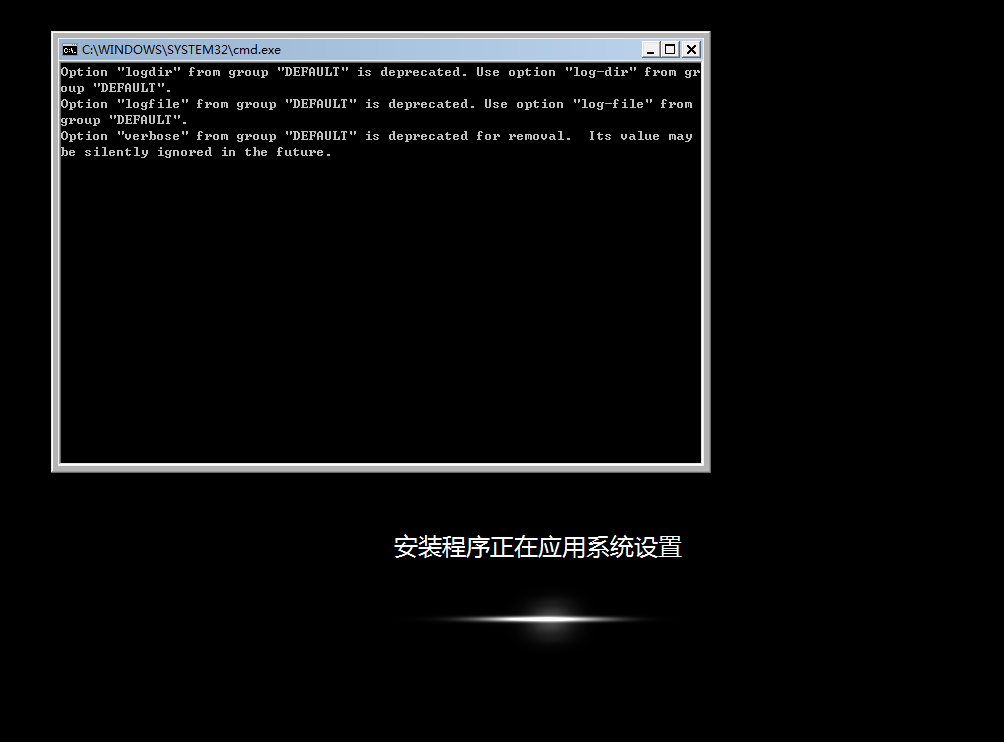 C:\WINDOWS\SYSTEM32\cmd.exe
Option "logdir" from group "DEFAULT" is deprecated. Use option "log-dir" from gr
oup "DEFAULT".
Option "logfile" from group "DEFAULT" is deprecated. Use option "log-file" from
group "DEFAULT".
Option "verbose" from group "DEFAULT" is deprecated for removal.  Its value may
be silently ignored in the future.
安装程序正在应用系统设置